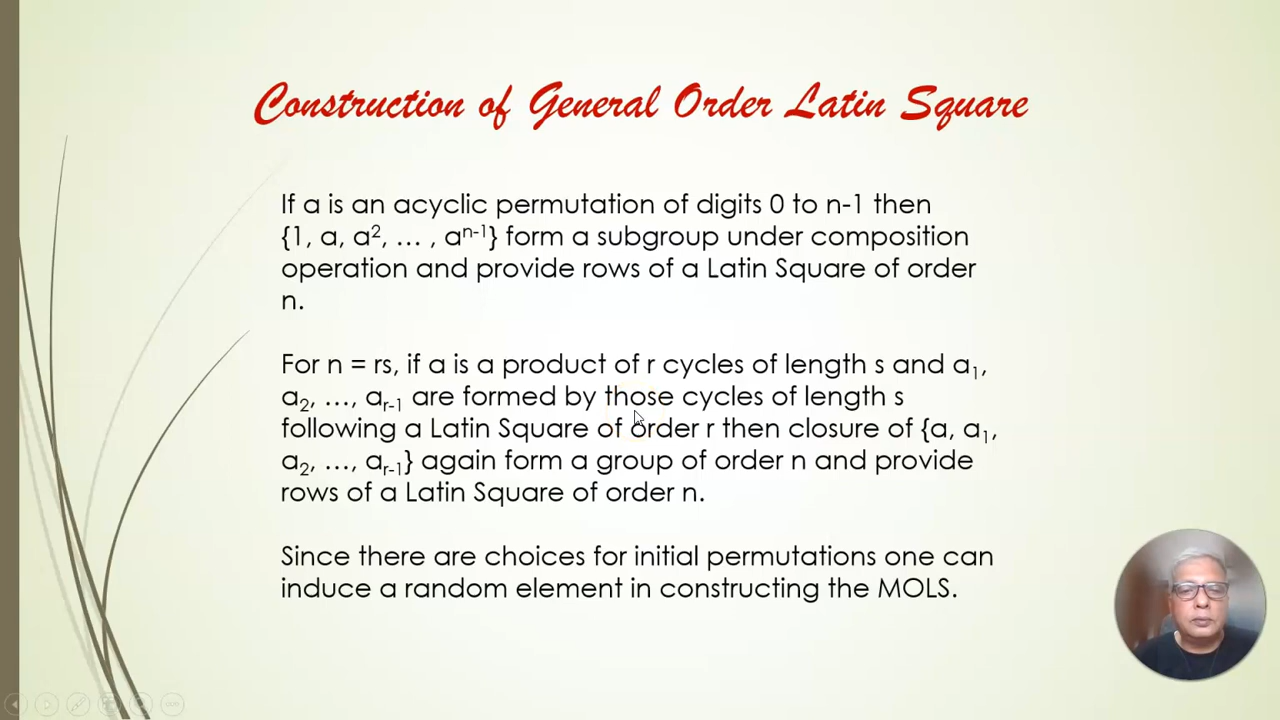 Construction of General Order Latin Square
If a is an acyclic permutation of digits 0 to n-1 then
{1, a, a², … , aⁿ⁻¹} form a subgroup under composition
operation and provide rows of a Latin Square of order
n.
For n = rs, if a is a product of r cycles of length s and a₁,
a₂, …, aᵣ₋₁ are formed by those cycles of length s
following a Latin Square of order r then closure of {a, a₁,
a₂, …, aᵣ₋₁} again form a group of order n and provide
rows of a Latin Square of order n.
Since there are choices for initial permutations one can
induce a random element in constructing the MOLS.